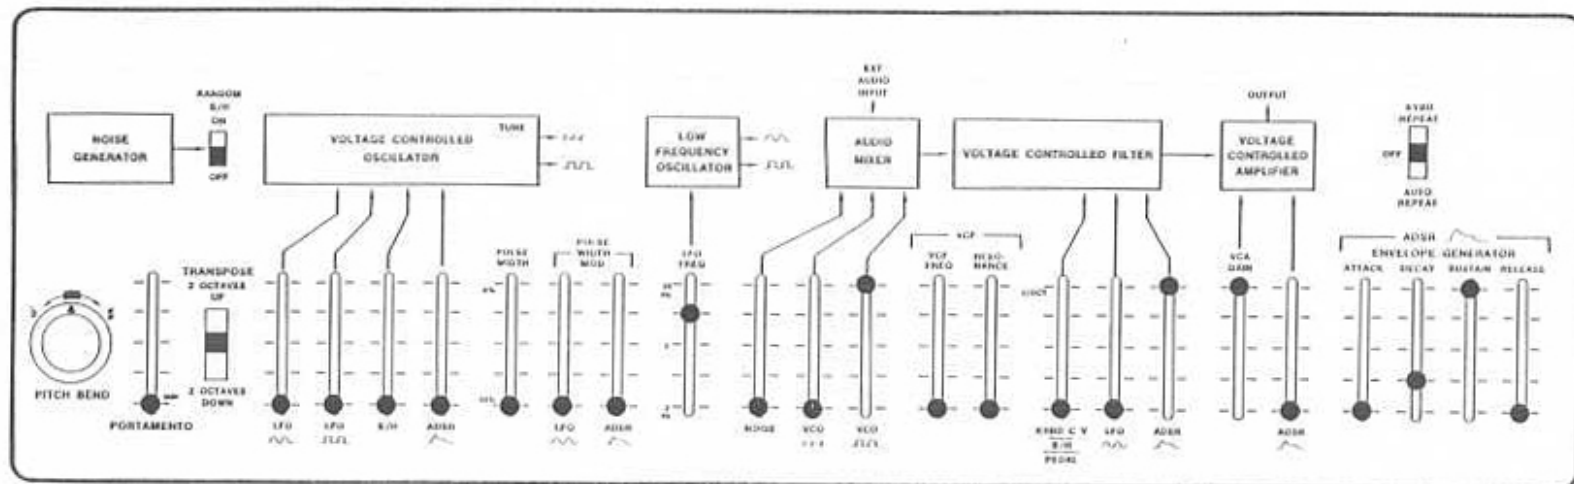 RANDOM
S/H
ON
OFF
NOISE
GENERATOR
VOLTAGE CONTROLLED
OSCILLATOR
TUNE
LOW
FREQUENCY
OSCILLATOR
EXT
AUDIO
INPUT
AUDIO
MIXER
VOLTAGE CONTROLLED FILTER
OUTPUT
VOLTAGE
CONTROLLED
AMPLIFIER
KYBD
REPEAT
OFF
AUTO
REPEAT
PITCH BEND
PORTAMENTO
TRANSPOSE
2 OCTAVES
UP
2 OCTAVES
DOWN
LFO
LFO
S/H
ADSR
PULSE
WIDTH
PULSE
WIDTH
MOD
LFO
ADSR
LFO
FREQ
NOISE
VCO
VCO
VCF
VCF
FREQ
RESO-
NANCE
KYBD C V
S/H
PEDAL
LFO
ADSR
VCA
GAIN
ADSR
ADSR
ENVELOPE GENERATOR
ATTACK
DECAY
SUSTAIN
RELEASE